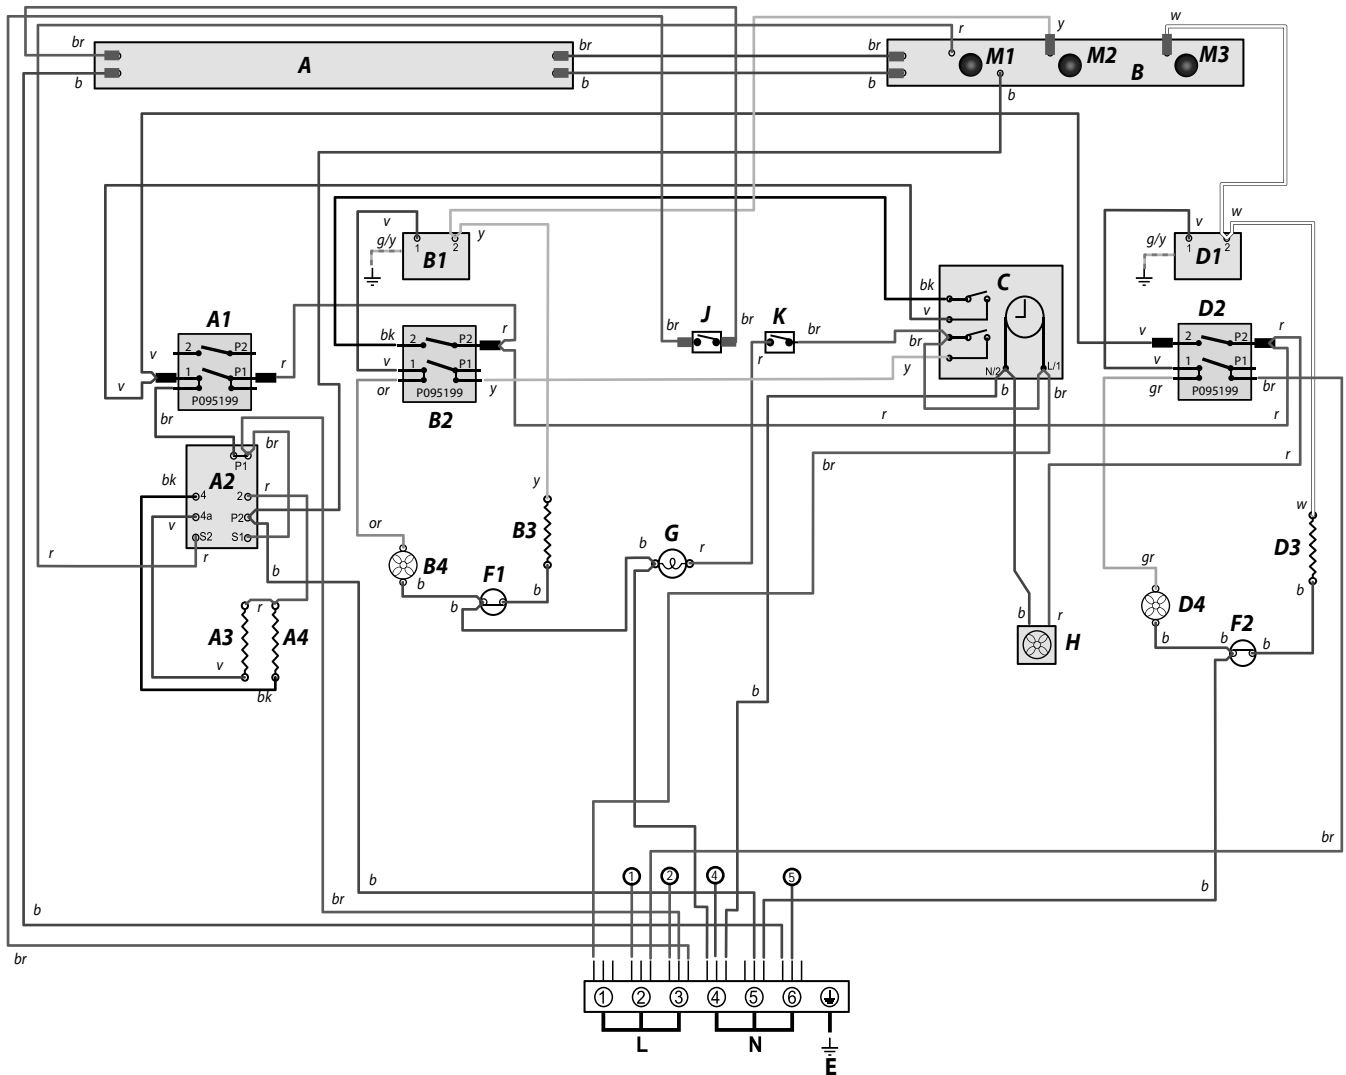 r
y
w
br
A
br
br
M1
M2
B
M3
b
b
b
b
v
y
g/y
1
2
B1
v
w
g/y
1
2
D1
bk
C
v
br
y
N/2
L/1
b
br
A1
2
P2
1
P1
P095199
v
v
r
br
bk
2
P2
r
v
1
P1
or
P095199
y
B2
br
J
br
K
br
r
D2
v
2
P2
r
v
1
P1
gr
P095199
br
r
r
br
r
br
P1
A2
bk
4
2
r
4a
P2
v
S2
S1
r
r
b
or
y
B3
B4
b
F1
b
b
b
G
r
w
D3
gr
b
D4
b
b
F2
b
b
r
H
r
A3
A4
v
bk
b
br
b
b
br
b
br
1
2
4
5
1
2
3
4
5
6
L
N
E